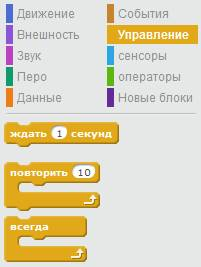 Движение События
Внешность Управление
Звук сенсоры
Перо операторы
Данные Новые блоки
ждать 1 секунд
повторить 10
всегда